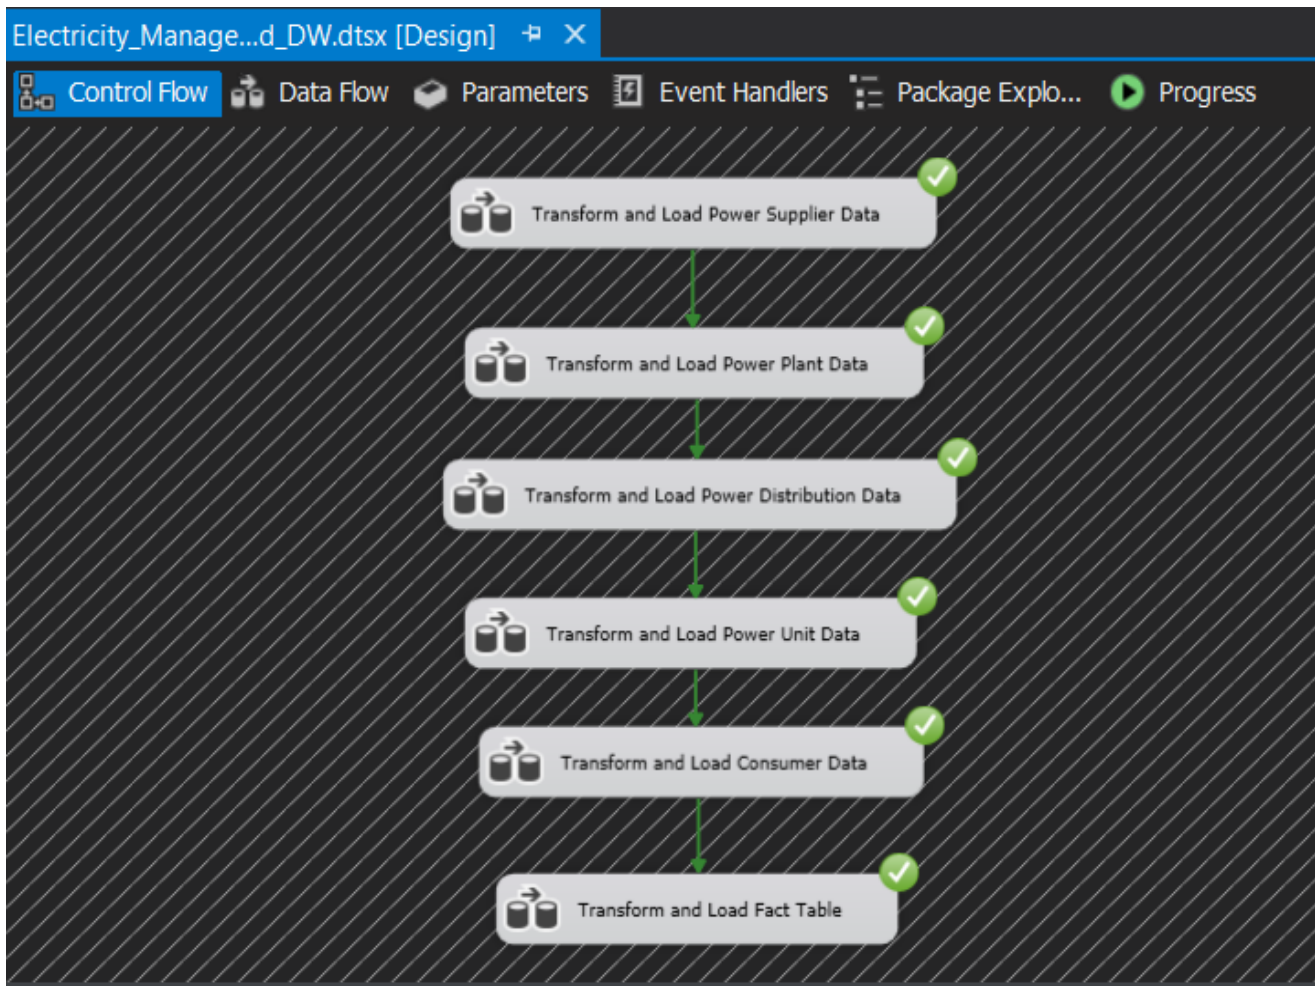 Electricity_Manage...d_DW.dtsx [Design]
Control Flow Data Flow Parameters Event Handlers Package Explo... Progress
Transform and Load Power Supplier Data
Transform and Load Power Plant Data
Transform and Load Power Distribution Data
Transform and Load Power Unit Data
Transform and Load Consumer Data
Transform and Load Fact Table